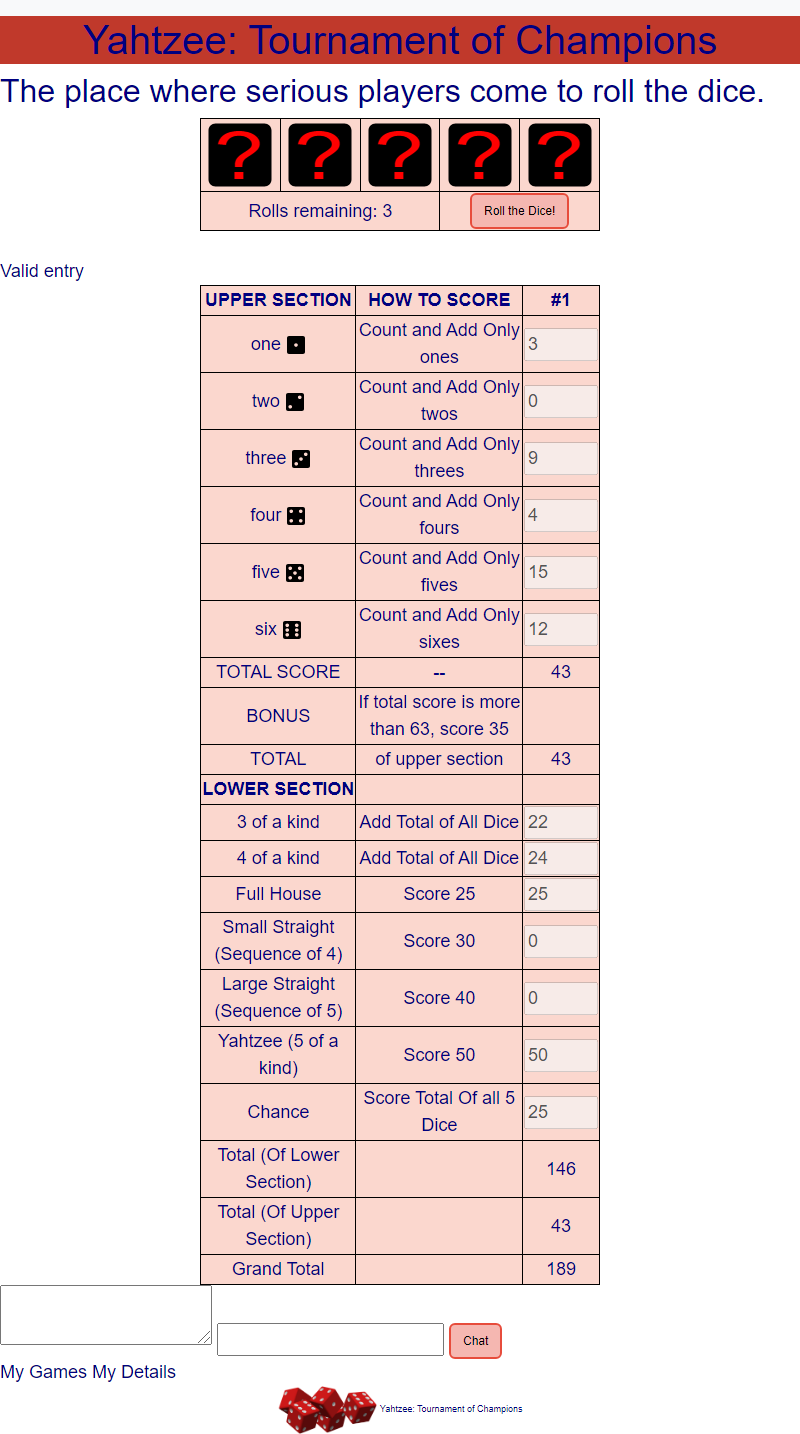 Yahtzee: Tournament of Champions
The place where serious players come to roll the dice.
? ? ? ? ?
Rolls remaining: 3 Roll the Dice!
Valid entry
UPPER SECTION HOW TO SCORE #1
one Count and Add Only ones 3
two Count and Add Only twos 0
three Count and Add Only threes 9
four Count and Add Only fours 4
five Count and Add Only fives 15
six Count and Add Only sixes 12
TOTAL SCORE -- 43
BONUS If total score is more than 63, score 35
TOTAL of upper section 43
LOWER SECTION
3 of a kind Add Total of All Dice 22
4 of a kind Add Total of All Dice 24
Full House Score 25 25
Small Straight (Sequence of 4) Score 30 0
Large Straight (Sequence of 5) Score 40 0
Yahtzee (5 of a kind) Score 50 50
Chance Score Total Of all 5 Dice 25
Total (Of Lower Section) 146
Total (Of Upper Section) 43
Grand Total 189
Chat
My Games My Details
Yahtzee: Tournament of Champions